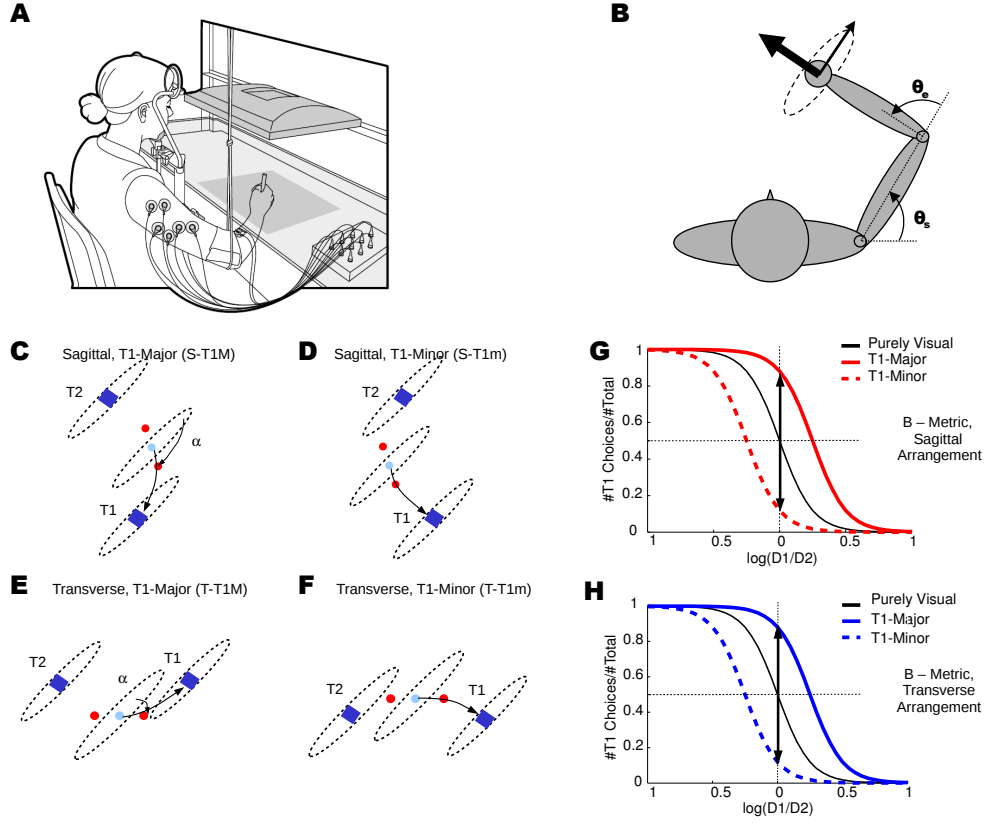 A
B
θe
θs
C
Sagittal, T1-Major (S-T1M)
T2
α
T1
D
Sagittal, T1-Minor (S-T1m)
T2
T1
E
Transverse, T1-Major (T-T1M)
T2
T1
α
F
Transverse, T1-Minor (T-T1m)
T2
T1
G
Purely Visual
T1-Major
T1-Minor
B – Metric,
Sagittal
Arrangement
#T1 Choices/#Total
1
0.8
0.6
0.4
0.2
0
1 0.5 0 0.5 1
log(D1/D2)
H
Purely Visual
T1-Major
T1-Minor
B – Metric,
Transverse
Arrangement
#T1 Choices/#Total
1
0.8
0.6
0.4
0.2
0
1 0.5 0 0.5 1
log(D1/D2)